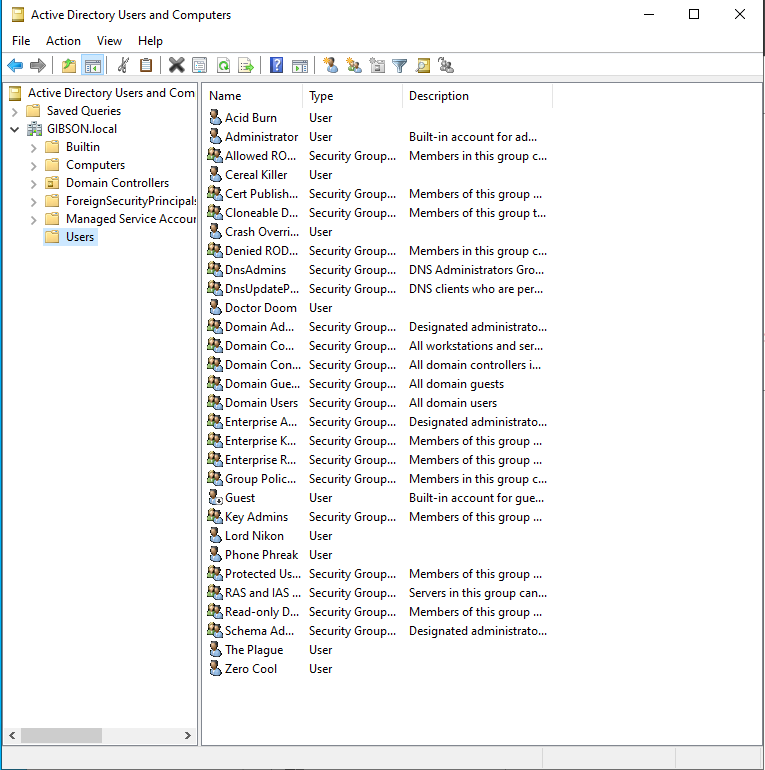 Active Directory Users and Computers
File Action View Help
Active Directory Users and Com
Saved Queries
GIBSON.local
Builtin
Computers
Domain Controllers
ForeignSecurityPrincipals
Managed Service Accour
Users
Name Type Description
Acid Burn User
Administrator User Built-in account for ad...
Allowed RO... Security Group... Members in this group c...
Cereal Killer User
Cert Publish... Security Group... Members of this group ...
Cloneable D... Security Group... Members of this group t...
Crash Overri... User
Denied ROD... Security Group... Members in this group c...
DnsAdmins Security Group... DNS Administrators Gro...
DnsUpdateP... Security Group... DNS clients who are per...
Doctor Doom User
Domain Ad... Security Group... Designated administrato...
Domain Co... Security Group... All workstations and ser...
Domain Con... Security Group... All domain controllers i...
Domain Gue... Security Group... All domain guests
Domain Users Security Group... All domain users
Enterprise A... Security Group... Designated administrato...
Enterprise K... Security Group... Members of this group ...
Enterprise R... Security Group... Members of this group ...
Group Polic... Security Group... Members in this group c...
Guest User Built-in account for gue...
Key Admins Security Group... Members of this group ...
Lord Nikon User
Phone Phreak User
Protected Us... Security Group... Members of this group ...
RAS and IAS ... Security Group... Servers in this group can...
Read-only D... Security Group... Members of this group ...
Schema Ad... Security Group... Designated administrato...
The Plague User
Zero Cool User